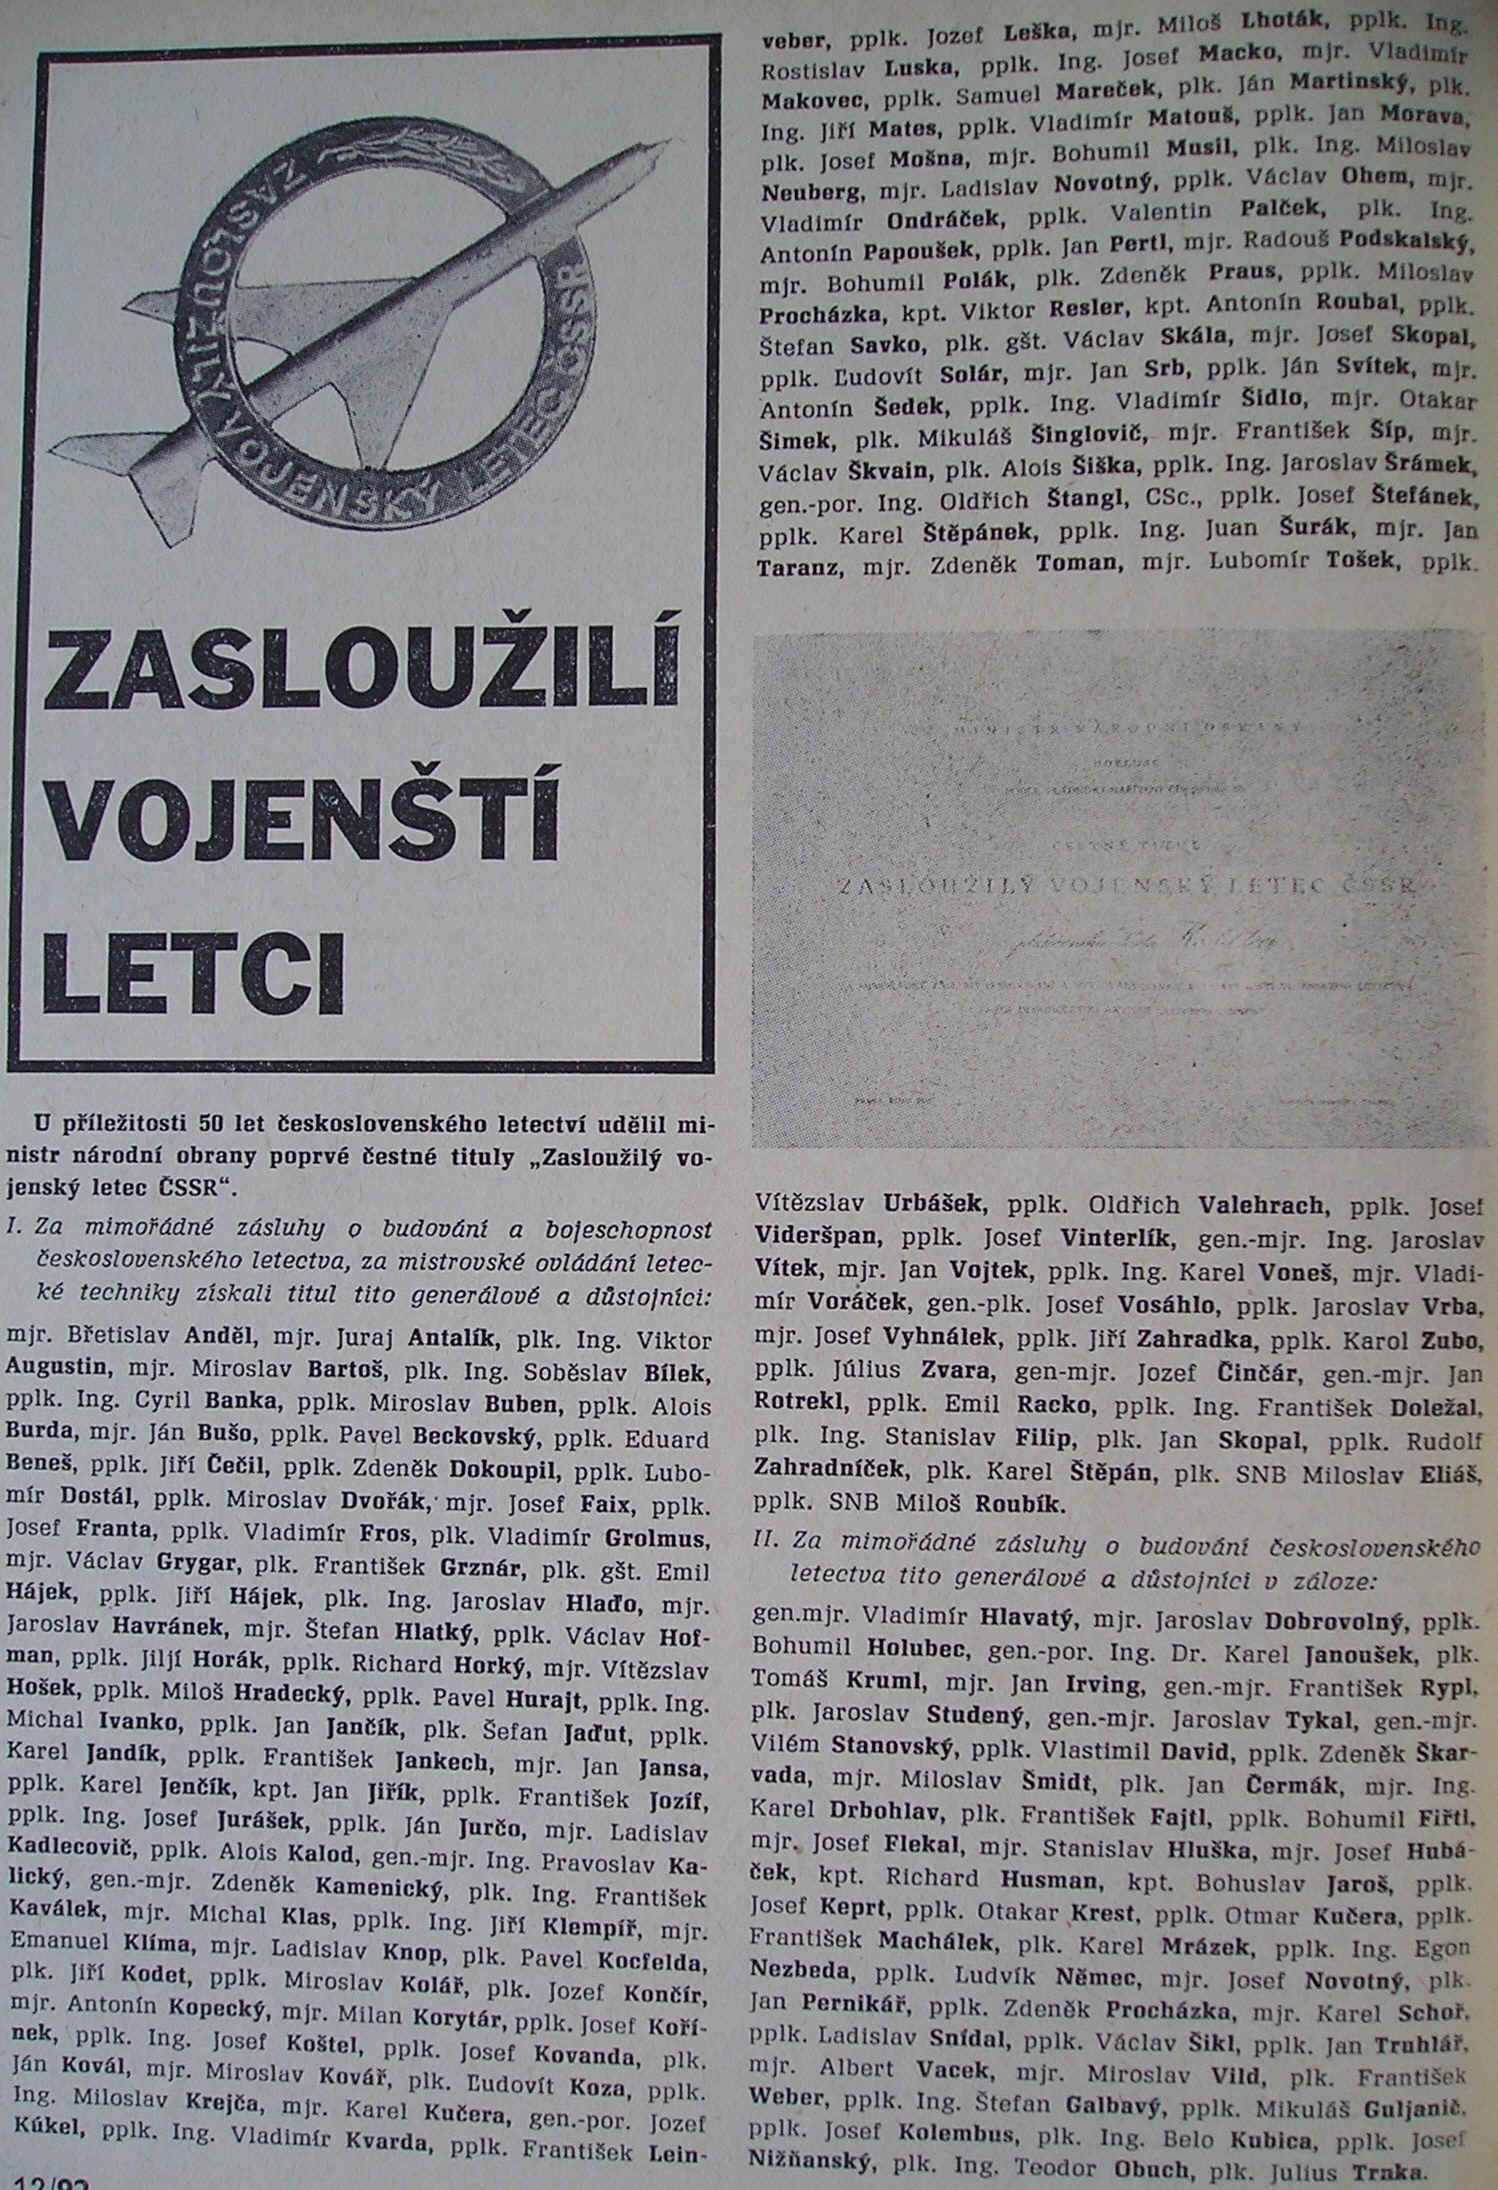 ZASLOUŽILÝ VOJENSKÝ LETEC ČSSR
ZASLOUŽILÍ
VOJENŠTÍ
LETCI
U příležitosti 50 let československého letectví udělil mi-
nistr národní obrany poprvé čestné tituly „Zasloužilý vo-
jenský letec ČSSR“.
I. Za mimořádné zásluhy o budování a bojeschopnost
československého letectva, za mistrovské ovládání letec-
ké techniky získali titul tito generálové a důstojníci:
mjr. Břetislav Anděl, mjr. Juraj Antalík, plk. Ing. Viktor
Augustin, mjr. Miroslav Bartoš, plk. Ing. Soběslav Bílek,
pplk. Ing. Cyril Banka, pplk. Miroslav Buben, pplk. Alois
Burda, mjr. Ján Bušo, pplk. Pavel Beckovský, pplk. Eduard
Beneš, pplk. Jiří Čečil, pplk. Zdeněk Dokoupil, pplk. Lubo-
mír Dostál, pplk. Miroslav Dvořák, mjr. Josef Faix, pplk.
Josef Franta, pplk. Vladimír Fros, plk. Vladimír Grolmus,
mjr. Václav Grygar, plk. František Grznár, plk. gšt. Emil
Hájek, pplk. Jiří Hájek, plk. Ing. Jaroslav Hlaďo, mjr.
Jaroslav Havránek, mjr. Štefan Hlatký, pplk. Václav Hof-
man, pplk. Jiljí Horák, pplk. Richard Horký, mjr. Vítězslav
Hošek, pplk. Miloš Hradecký, pplk. Pavel Hurajt, pplk. Ing.
Michal Ivanko, pplk. Jan Jančík, plk. Šefan Jaďut, pplk.
Karel Jandík, pplk. František Jankech, mjr. Jan Jansa,
pplk. Karel Jenčík, kpt. Jan Jiřík, pplk. František Jozíf,
pplk. Ing. Josef Jurášek, pplk. Ján Jurčo, mjr. Ladislav
Kadlecovič, pplk. Alois Kalod, gen.-mjr. Ing. Pravoslav Ka-
lický, gen.-mjr. Zdeněk Kamenický, plk. Ing. František
Kaválek, mjr. Michal Klas, pplk. Ing. Jiří Klempíř, mjr.
Emanuel Klíma, mjr. Ladislav Knop, plk. Pavel Kocfelda,
plk. Jiří Kodet, pplk. Miroslav Kolář, plk. Jozef Končír,
mjr. Antonín Kopecký, mjr. Milan Korytár, pplk. Josef Koří-
nek, pplk. Ing. Josef Koštel, pplk. Josef Kovanda, plk.
Ján Kovál, mjr. Miroslav Kovář, plk. Ľudovít Koza, pplk.
Ing. Miloslav Krejča, mjr. Karel Kučera, gen.-por. Jozef
Kúkel, pplk. Ing. Vladimír Kvarda, pplk. František Lein-
veber, pplk. Jozef Leška, mjr. Miloš Lhoták, pplk. Ing.
Rostislav Luska, pplk. Ing. Josef Macko, mjr. Vladimír
Makovec, pplk. Samuel Mareček, plk. Ján Martinský, plk.
Ing. Jiří Mates, pplk. Vladimír Matouš, pplk. Jan Morava,
plk. Josef Mošna, mjr. Bohumil Musil, plk. Ing. Miloslav
Neuberg, mjr. Ladislav Novotný, pplk. Václav Ohem, mjr.
Vladimír Ondráček, pplk. Valentin Palček, plk. Ing.
Antonín Papoušek, pplk. Jan Pertl, mjr. Radouš Podskalský,
mjr. Bohumil Polák, plk. Zdeněk Praus, pplk. Miloslav
Procházka, kpt. Viktor Resler, kpt. Antonín Roubal, pplk.
Štefan Savko, plk. gšt. Václav Skála, mjr. Josef Skopal,
pplk. Ľudovít Solár, mjr. Jan Srb, pplk. Ján Svítek, mjr.
Antonín Šedek, pplk. Ing. Vladimír Šidlo, mjr. Otakar
Šimek, plk. Mikuláš Šinglovič, mjr. František Šíp, mjr.
Václav Škvain, plk. Alois Šiška, pplk. Ing. Jaroslav Šrámek,
gen.-por. Ing. Oldřich Štangl, CSc., pplk. Josef Štefánek,
pplk. Karel Štěpánek, pplk. Ing. Juan Šurák, mjr. Jan
Taranz, mjr. Zdeněk Toman, mjr. Lubomír Tošek, pplk.
MINISTR NÁRODNÍ OBRANY
ČESTNÝ TITUL
ZASLOUŽILÝ VOJENSKÝ LETEC ČSSR
Vítězslav Urbášek, pplk. Oldřich Valehrach, pplk. Josef
Videršpan, pplk. Josef Vinterlík, gen.-mjr. Ing. Jaroslav
Vítek, mjr. Jan Vojtek, pplk. Ing. Karel Voneš, mjr. Vladi-
mír Voráček, gen.-plk. Josef Vosáhlo, pplk. Jaroslav Vrba,
mjr. Josef Vyhnálek, pplk. Jiří Zahradka, pplk. Karol Zubo,
pplk. Július Zvara, gen-mjr. Jozef Činčár, gen.-mjr. Jan
Rotrekl, pplk. Emil Racko, pplk. Ing. František Doležal,
plk. Ing. Stanislav Filip, plk. Jan Skopal, pplk. Rudolf
Zahradníček, plk. Karel Štěpán, plk. SNB Miloslav Eliáš,
pplk. SNB Miloš Roubík.
II. Za mimořádné zásluhy o budování československého
letectva tito generálové a důstojníci v záloze:
gen.mjr. Vladimír Hlavatý, mjr. Jaroslav Dobrovolný, pplk.
Bohumil Holubec, gen.-por. Ing. Dr. Karel Janoušek, plk.
Tomáš Kruml, mjr. Jan Irving, gen.-mjr. František Rypl,
plk. Jaroslav Studený, gen.-mjr. Jaroslav Tykal, gen.-mjr.
Vilém Stanovský, pplk. Vlastimil David, pplk. Zdeněk Škar-
vada, mjr. Miloslav Šmidt, plk. Jan Čermák, mjr. Ing.
Karel Drbohlav, plk. František Fajtl, pplk. Bohumil Fiřtl,
mjr. Josef Flekal, mjr. Stanislav Hluška, mjr. Josef Hubá-
ček, kpt. Richard Husman, kpt. Bohuslav Jaroš, pplk.
Josef Keprt, pplk. Otakar Krest, pplk. Otmar Kučera, pplk.
František Machálek, plk. Karel Mrázek, pplk. Ing. Egon
Nezbeda, pplk. Ludvík Němec, mjr. Josef Novotný, plk.
Jan Pernikář, pplk. Zdeněk Procházka, mjr. Karel Schoř,
pplk. Ladislav Snídal, pplk. Václav Šikl, pplk. Jan Truhlář,
mjr. Albert Vacek, mjr. Miroslav Vild, plk. František
Weber, pplk. Ing. Štefan Galbavý, pplk. Mikuláš Guljanič,
pplk. Josef Kolembus, plk. Ing. Belo Kubica, pplk. Josef
Nižňanský, plk. Ing. Teodor Obuch, plk. Julius Trnka.